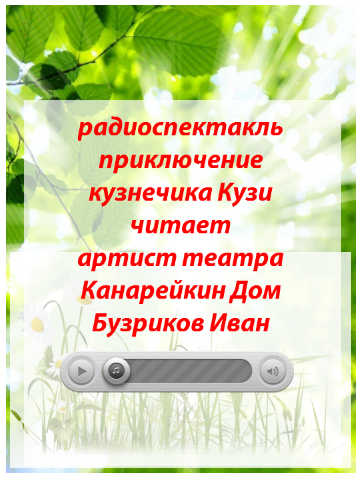 радиоспектакль
приключение
кузнечика Кузи
читает
артист театра
Канарейкин Дом
Бузриков Иван